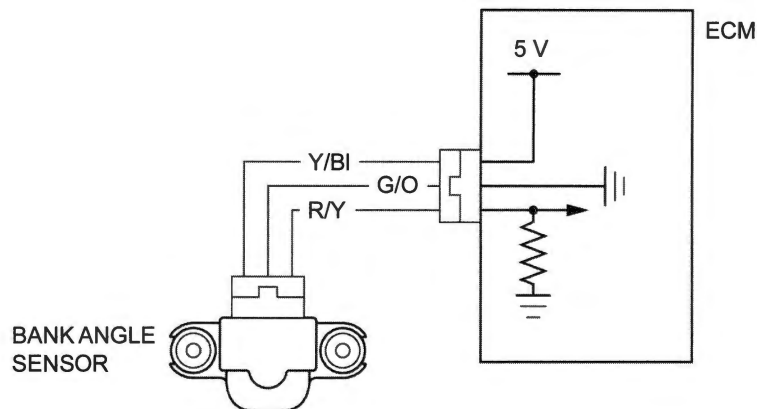 ECM
5 V
Y/Bl
G/O
R/Y
BANK ANGLE
SENSOR